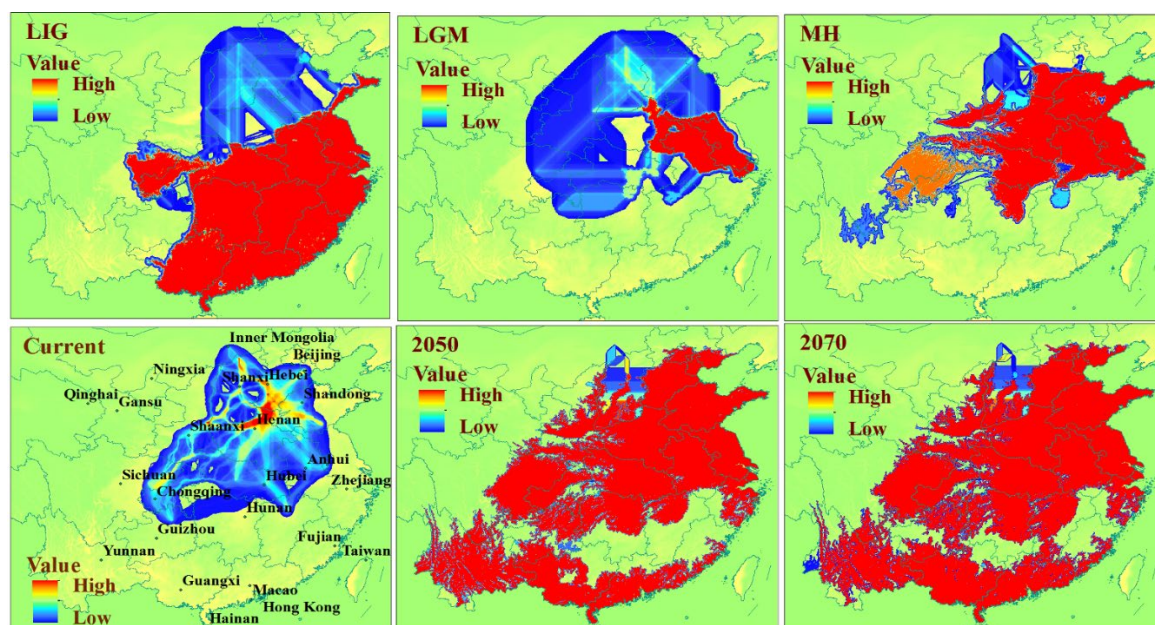 LIG
Value
High
Low
LGM
Value
High
Low
MH
Value
High
Low
Current
Inner Mongolia
Beijing
Ningxia
Shanxi
Hebei
Qinghai
Gansu
Shandong
Shaanxi
Henan
Sichuan
Anhui
Chongqing
Hubei
Zhejiang
Guizhou
Hunan
Yunnan
Fujian
Taiwan
Value
High
Low
Guangxi
Macao
Hong Kong
Hainan
2050
Value
High
Low
2070
Value
High
Low